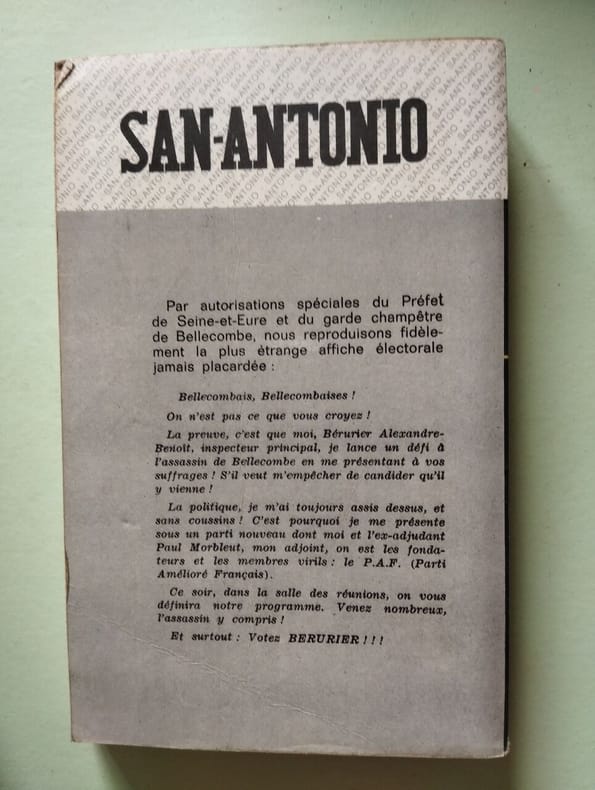 SAN-ANTONIO
Par autorisations spéciales du Préfet
de Seine-et-Eure et du garde champêtre
de Bellecombe, nous reproduisons fidèle-
ment la plus étrange affiche électorale
jamais placardée :
Bellecombais, Bellecombaises !
On n'est pas ce que vous croyez !
La preuve, c'est que moi, Bérurier Alexandre-
Benoît, inspecteur principal, je lance un défi à
l'assassin de Bellecombe en me présentant à vos
suffrages ! S'il veut m'empêcher de candider qu'il
y vienne !
La politique, je m'ai toujours assis dessus, et
sans coussins ! C'est pourquoi je me présente
sous un parti nouveau dont moi et l'ex-adjudant
Paul Morbleut, mon adjoint, on est les fonda-
teurs et les membres virils : le P.A.F. (Parti
Amélioré Français).
Ce soir, dans la salle des réunions, on vous
définira notre programme. Venez nombreux,
l'assassin y compris !
Et surtout : Votez BERURIER ! ! !